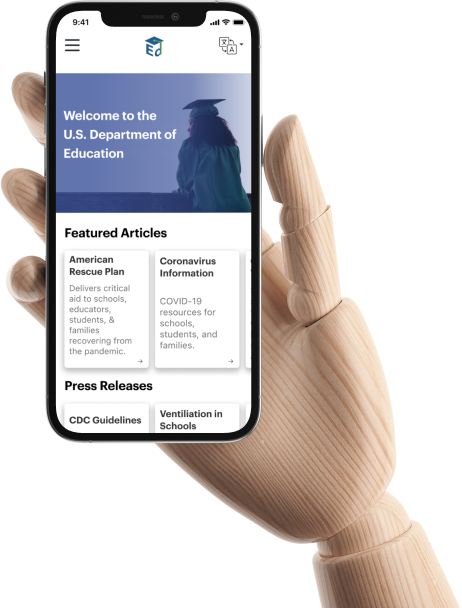 9:41
Ed
文
A
Welcome to the
U.S. Department of
Education
Featured Articles
American
Rescue Plan
Delivers critical
aid to schools,
educators,
students, &
families
recovering from
the pandemic.
→
Coronavirus
Information
COVID-19
resources for
schools,
students, and
families.
→
Press Releases
CDC Guidelines
Ventiliation in
Schools